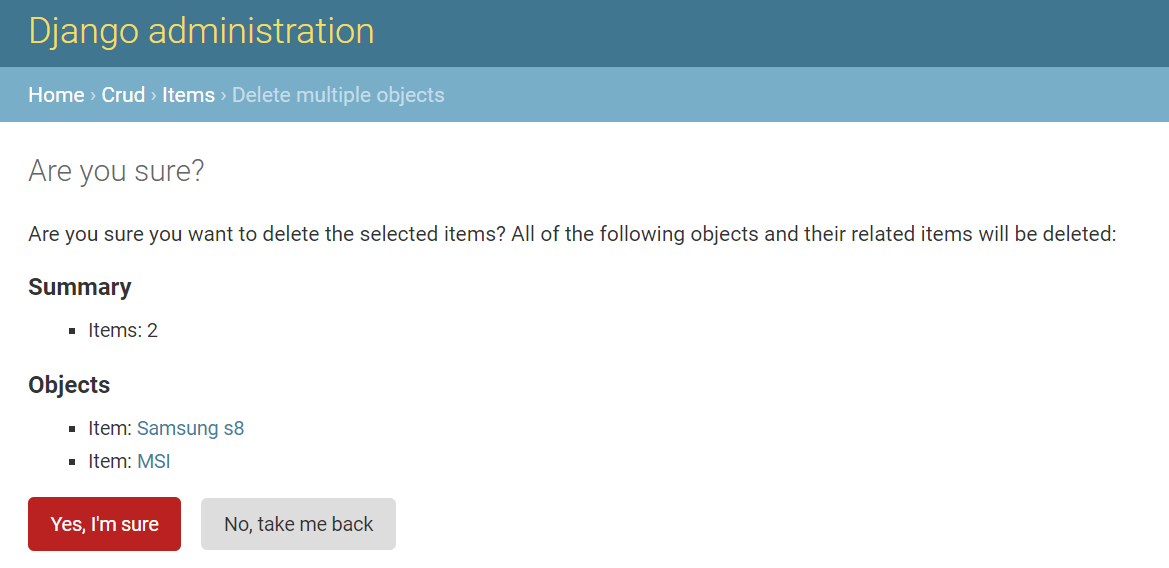 Django administration
Home › Crud › Items › Delete multiple objects
Are you sure?
Are you sure you want to delete the selected items? All of the following objects and their related items will be deleted:
Summary
Items: 2
Objects
Item: Samsung s8
Item: MSI
Yes, I'm sure No, take me back